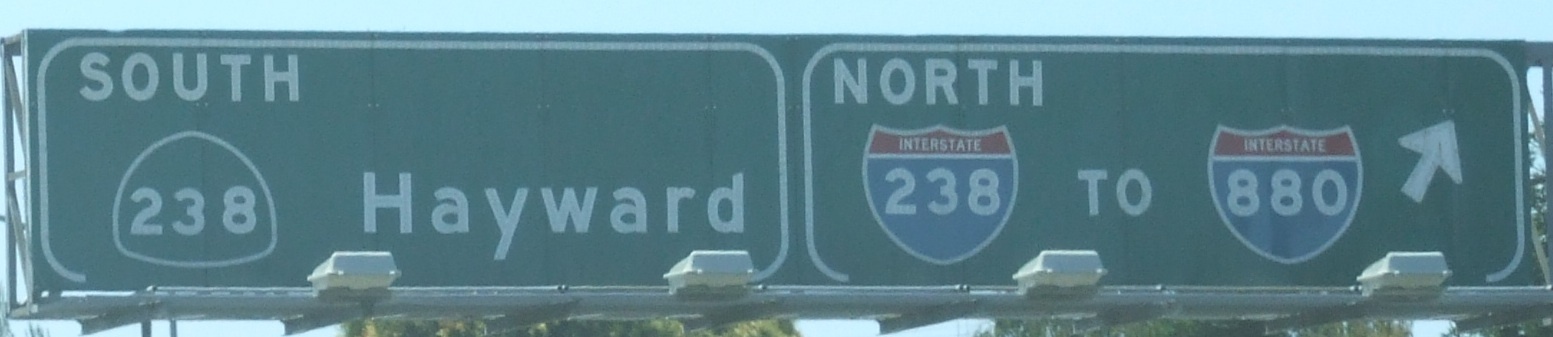 SOUTH
238 Hayward
NORTH
INTERSTATE
238
TO
INTERSTATE
880